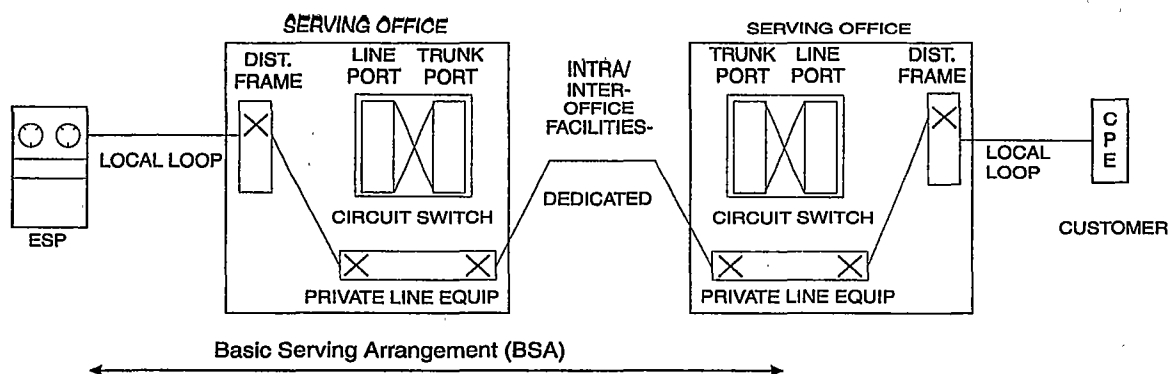 SERVING OFFICE
SERVING OFFICE
DIST.
FRAME
LINE
PORT
TRUNK
PORT
INTRA/
INTER-
OFFICE
FACILITIES-
TRUNK
PORT
LINE
PORT
DIST.
FRAME
LOCAL LOOP
CIRCUIT SWITCH
DEDICATED
CIRCUIT SWITCH
LOCAL
LOOP
CPE
ESP
CUSTOMER
PRIVATE LINE EQUIP
PRIVATE LINE EQUIP
Basic Serving Arrangement (BSA)